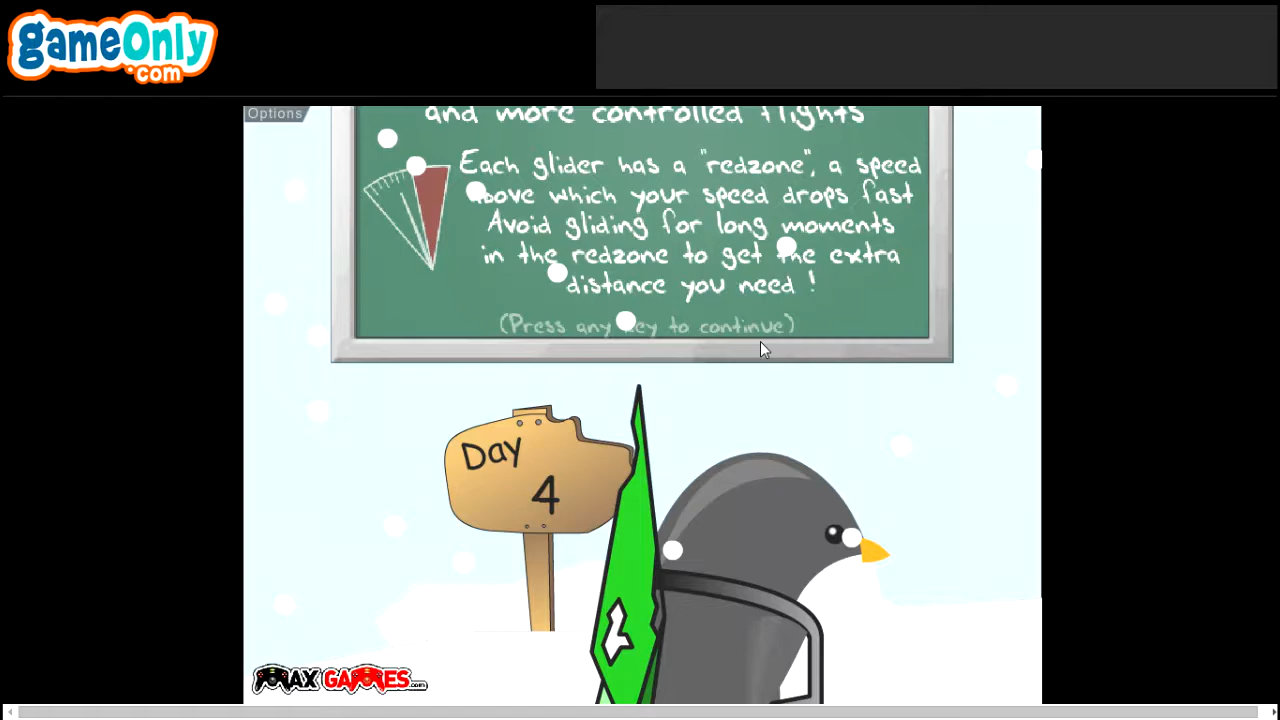 gameOnly
.com
Options
and more controlled flights
Each glider has a "redzone", a speed
above which your speed drops fast
Avoid gliding for long moments
in the redzone to get the extra
distance you need !
(Press any key to continue)
Day
4
MAX GAMES.com